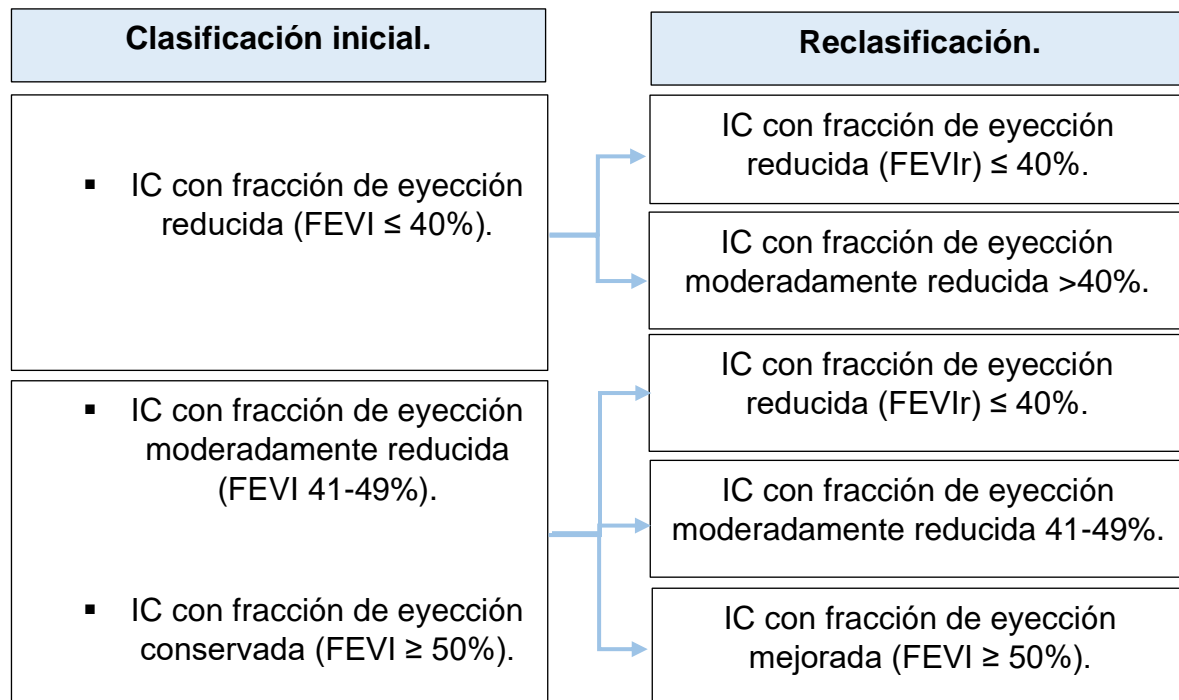 Clasificación inicial.
Reclasificación.
▪ IC con fracción de eyección
reducida (FEVI ≤ 40%).
IC con fracción de eyección
reducida (FEVIr) ≤ 40%.
IC con fracción de eyección
moderadamente reducida >40%.
▪ IC con fracción de eyección
moderadamente reducida
(FEVI 41-49%).
▪ IC con fracción de eyección
conservada (FEVI ≥ 50%).
IC con fracción de eyección
reducida (FEVIr) ≤ 40%.
IC con fracción de eyección
moderadamente reducida 41-49%.
IC con fracción de eyección
mejorada (FEVI ≥ 50%).